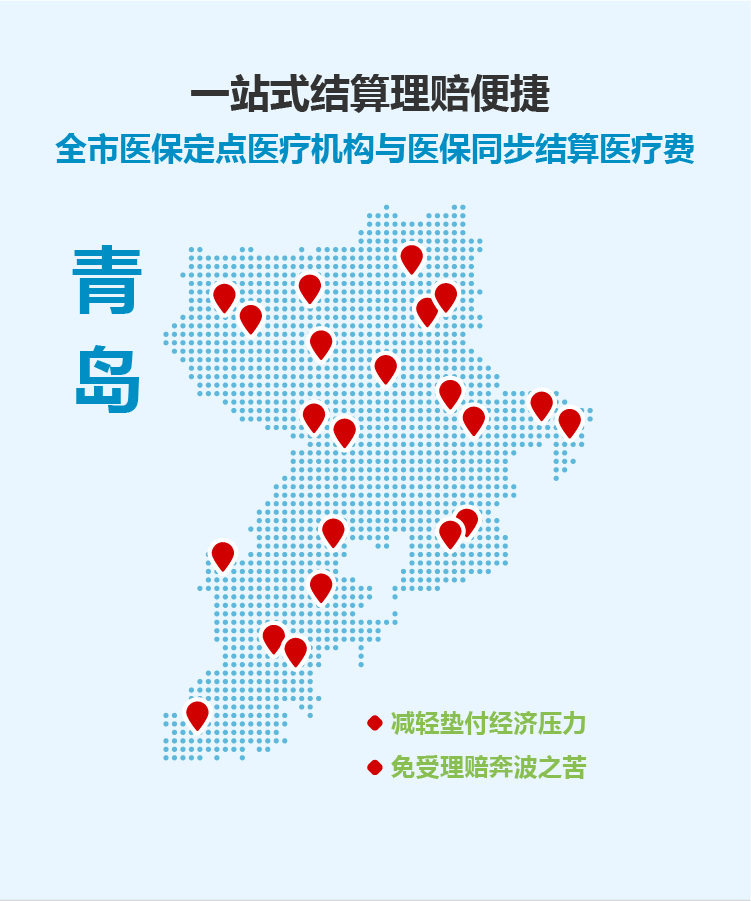 一站式结算理赔便捷
全市医保定点医疗机构与医保同步结算医疗费
青岛
减轻垫付经济压力
免受理赔奔波之苦